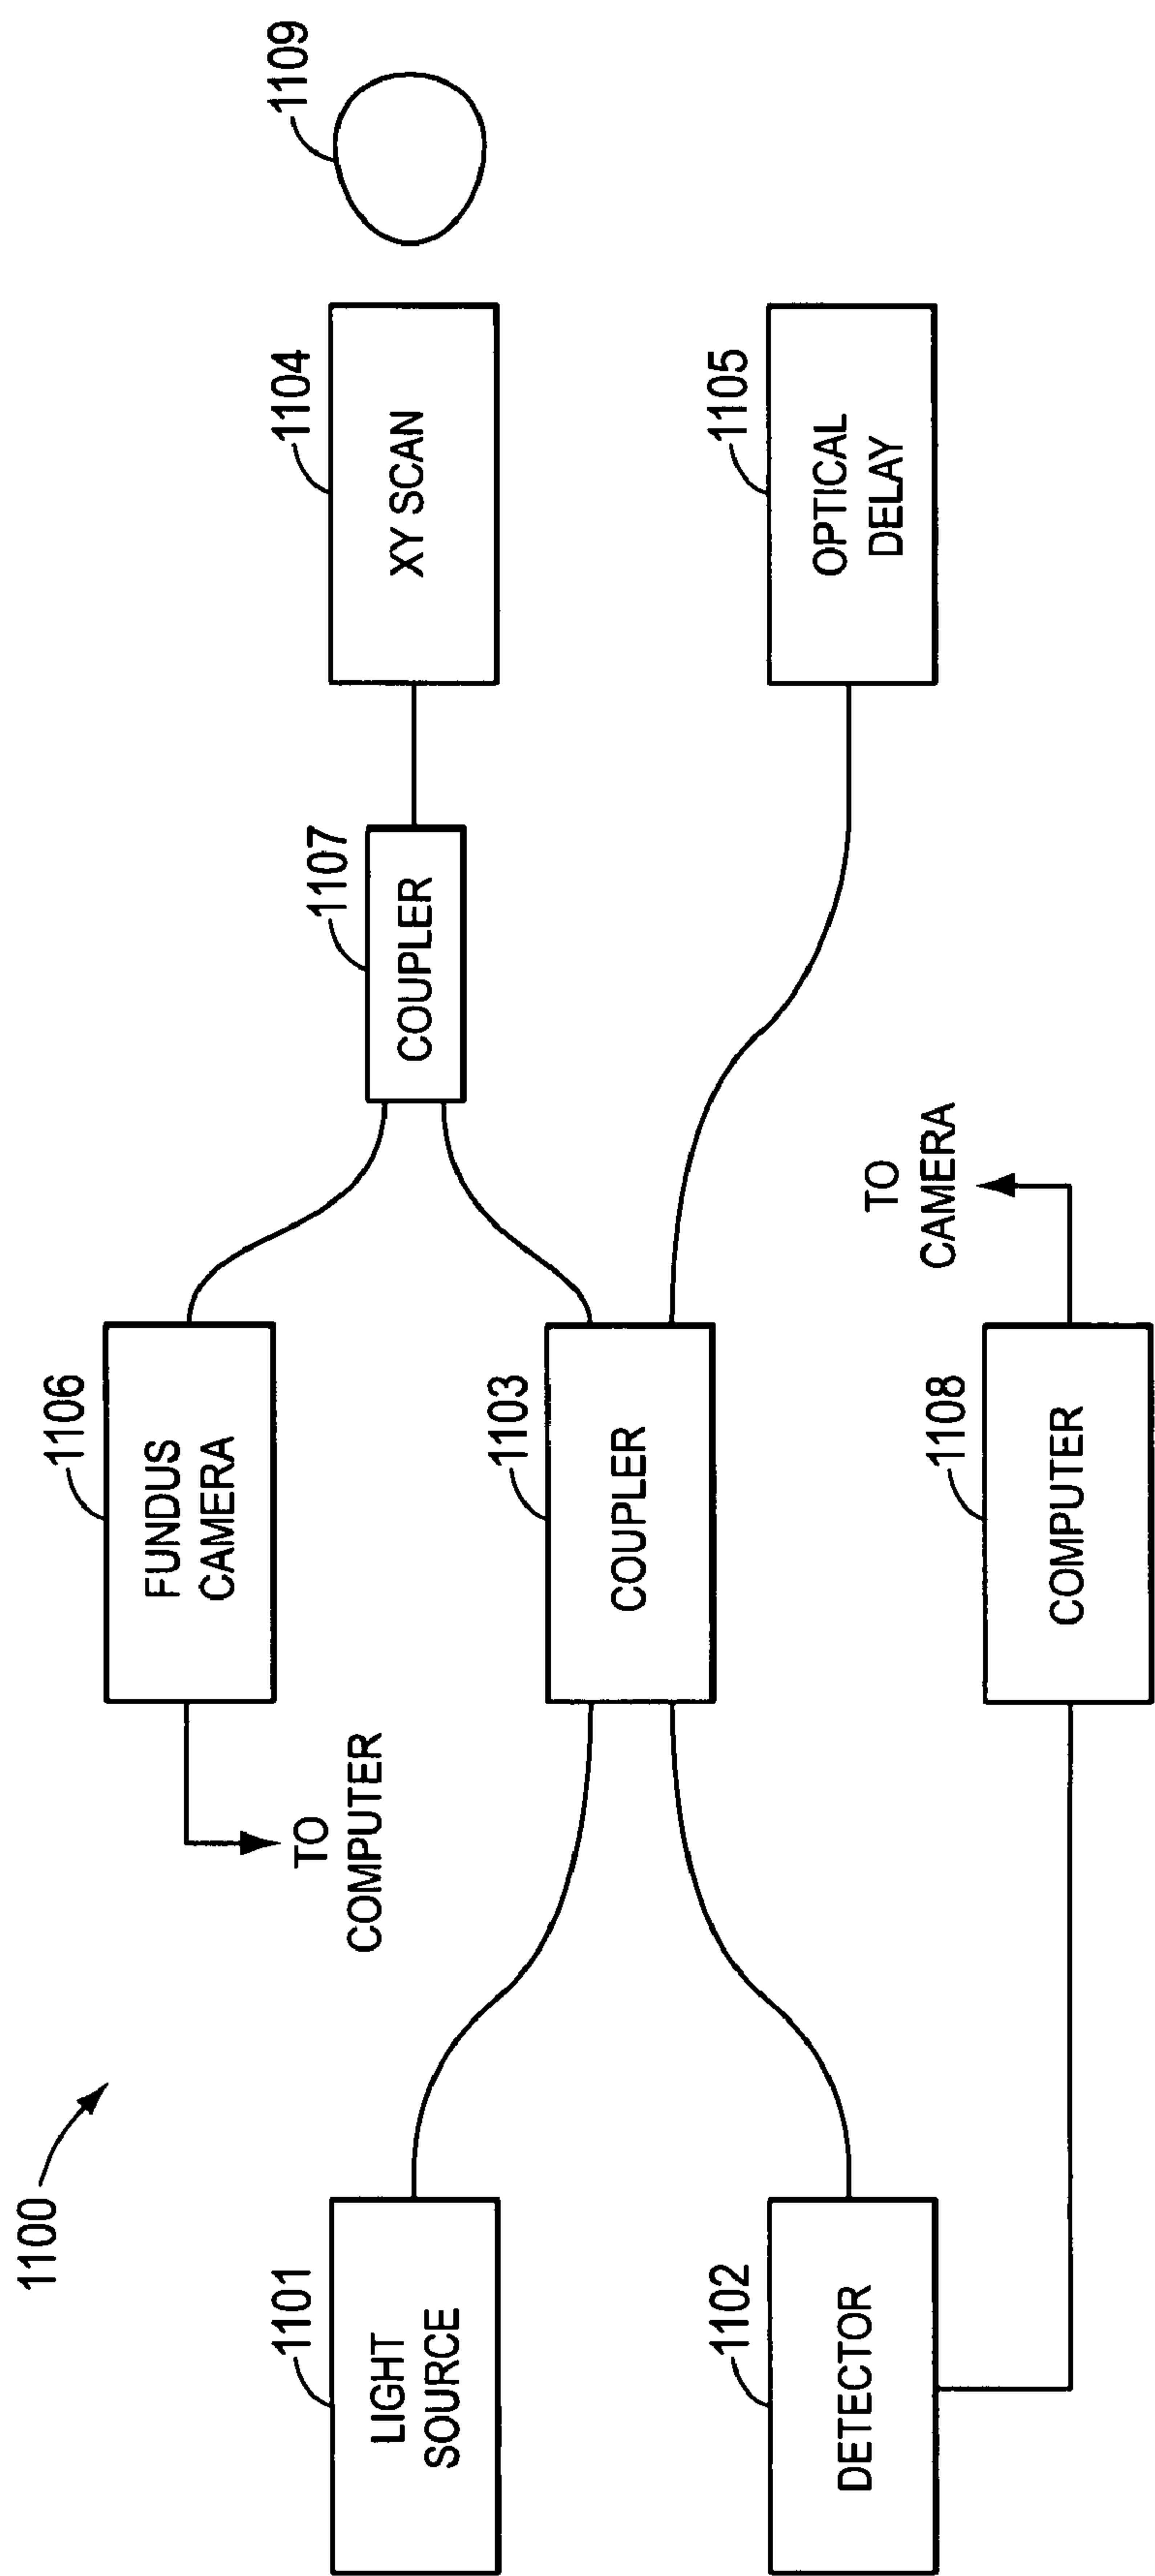 1100
1106
FUNDUS
CAMERA
TO
COMPUTER
1107
COUPLER
1104
XY SCAN
1109
1101
LIGHT
SOURCE
1103
COUPLER
1105
OPTICAL
DELAY
1102
DETECTOR
TO
CAMERA
1108
COMPUTER